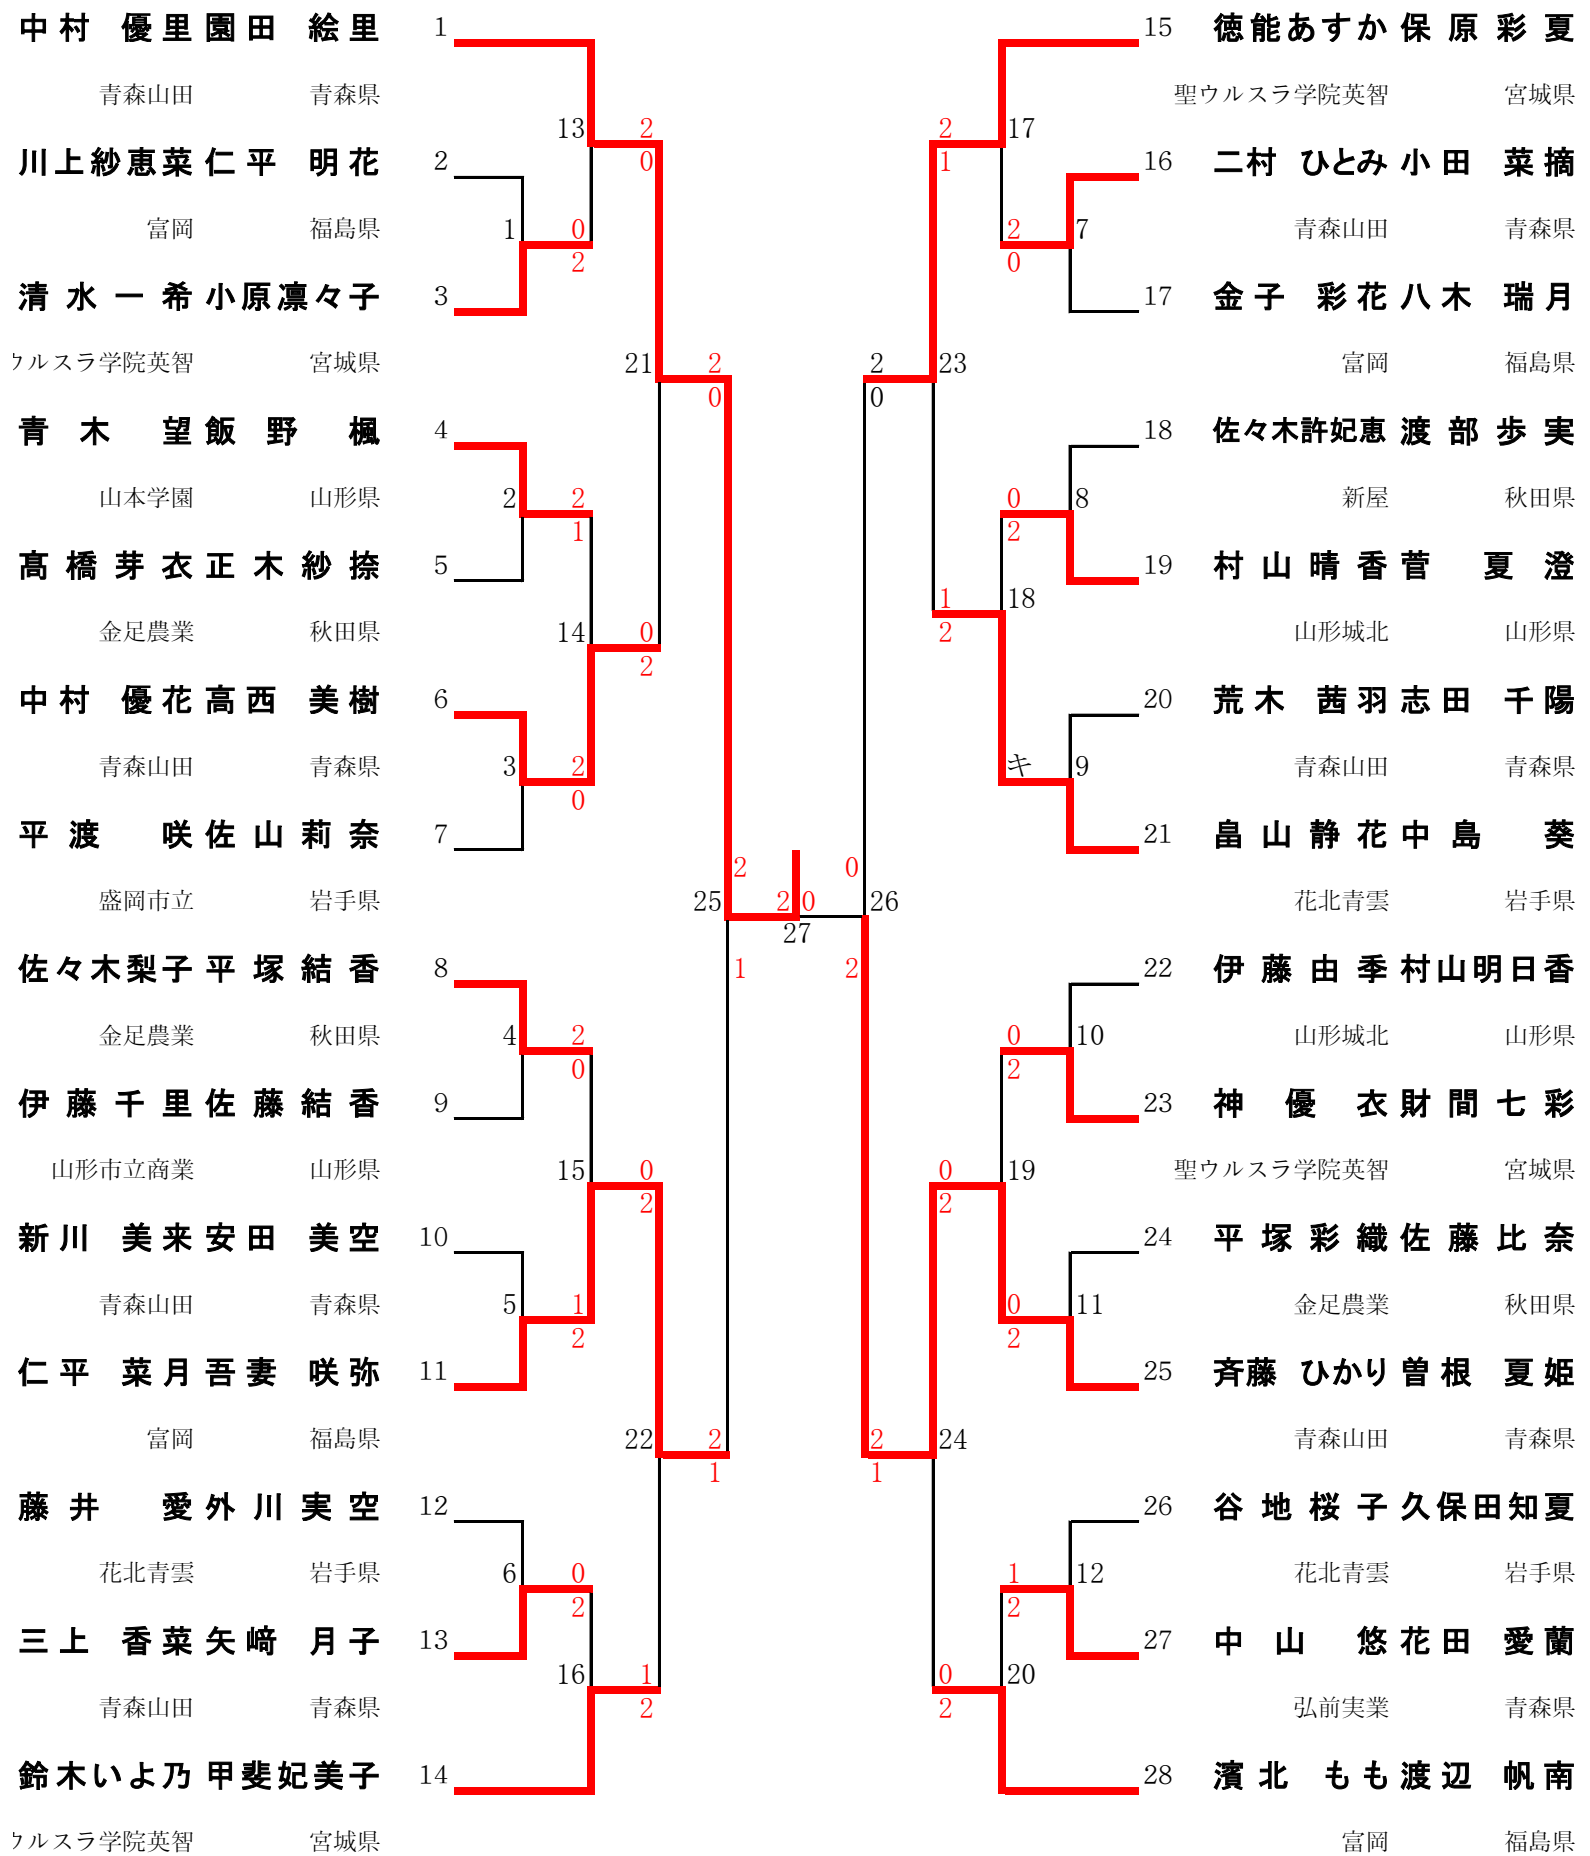 中村 優里 園田 絵里 1
青森山田 青森県
川上紗恵菜 仁平 明花 2
富岡 福島県
清水一希 小原凛々子 3
ウルスラ学院英智 宮城県
青木 望 飯野 楓 4
山本学園 山形県
髙橋芽衣 正木紗捺 5
金足農業 秋田県
中村 優花 高西 美樹 6
青森山田 青森県
平渡 咲 佐山莉奈 7
盛岡市立 岩手県
佐々木梨子 平塚結香 8
金足農業 秋田県
伊藤千里 佐藤結香 9
山形市立商業 山形県
新川 美来 安田 美空 10
青森山田 青森県
仁平 菜月 吾妻 咲弥 11
富岡 福島県
藤井 愛 外川実空 12
花北青雲 岩手県
三上 香菜 矢﨑 月子 13
青森山田 青森県
鈴木いよ乃 甲斐妃美子 14
ウルスラ学院英智 宮城県
13 2
0
1 0
2
21 2
0
2 2
1
14 0
2
3 2
0
25 2
1
4 2
0
15 0
2
5 1
2
22 2
1
6 0
2
16 1
2
2 0
27
0 26
2
2 17
1
2 7
0
2 23
0
0 8
2
1 18
2
キ 9
0 10
2
0 19
2
0 11
2
2 24
1
1 12
2
0 20
2
15 徳能あすか 保原彩夏
聖ウルスラ学院英智 宮城県
16 二村 ひとみ 小田 菜摘
青森山田 青森県
17 金子 彩花 八木 瑞月
富岡 福島県
18 佐々木許妃恵 渡部歩実
新屋 秋田県
19 村山晴香 菅 夏澄
山形城北 山形県
20 荒木 茜羽 志田 千陽
青森山田 青森県
21 畠山静花 中島 葵
花北青雲 岩手県
22 伊藤由季 村山明日香
山形城北 山形県
23 神 優衣 財間七彩
聖ウルスラ学院英智 宮城県
24 平塚彩織 佐藤比奈
金足農業 秋田県
25 斉藤 ひかり 曽根 夏姫
青森山田 青森県
26 谷地桜子 久保田知夏
花北青雲 岩手県
27 中山 悠 花田 愛蘭
弘前実業 青森県
28 濱北 もも 渡辺 帆南
富岡 福島県